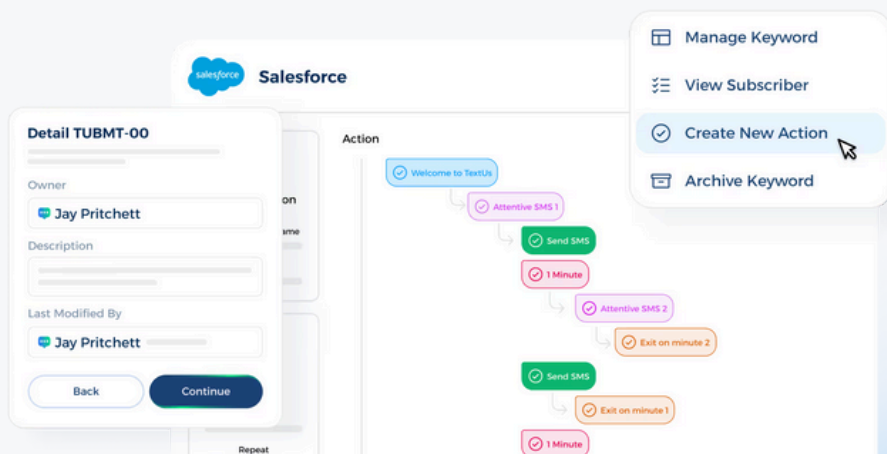 salesforce
Salesforce
Manage Keyword
View Subscriber
Create New Action
Archive Keyword
Detail TUBMT-00
Owner
Jay Pritchett
Description
Last Modified By
Jay Pritchett
Back
Continue
on
ame
Repeat
Action
Welcome to TextUs
Attentive SMS 1
Send SMS
1 Minute
Attentive SMS 2
Exit on minute 2
Send SMS
Exit on minute 1
1 Minute